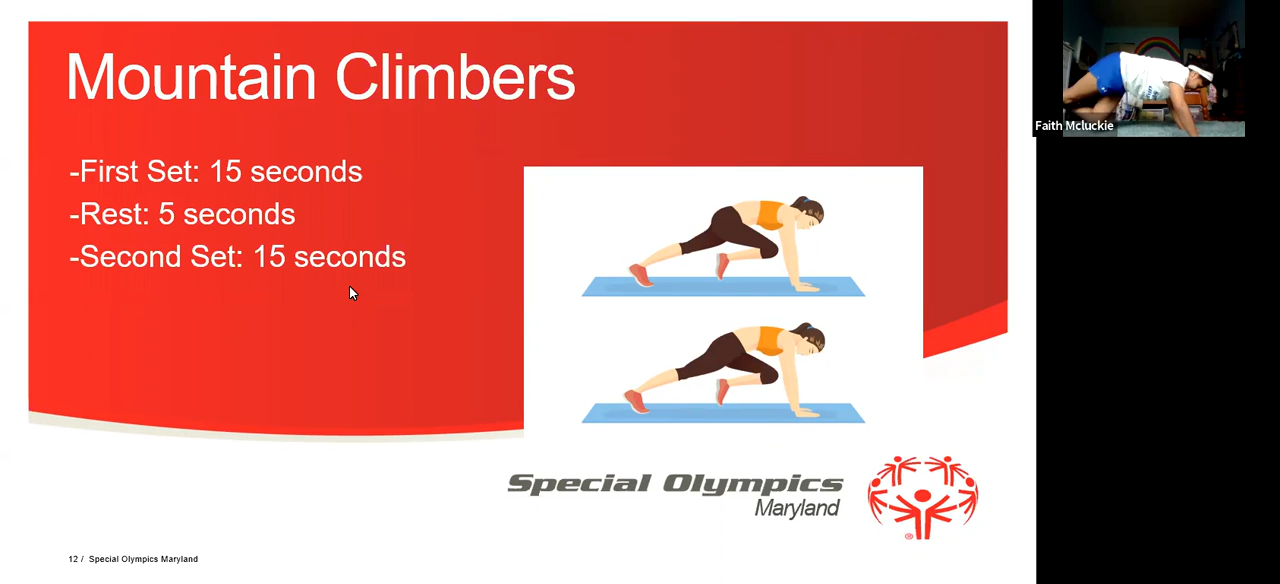 Mountain Climbers
-First Set: 15 seconds
-Rest: 5 seconds
-Second Set: 15 seconds
Special Olympics
Maryland
®
12 / Special Olympics Maryland
Faith Mcluckie